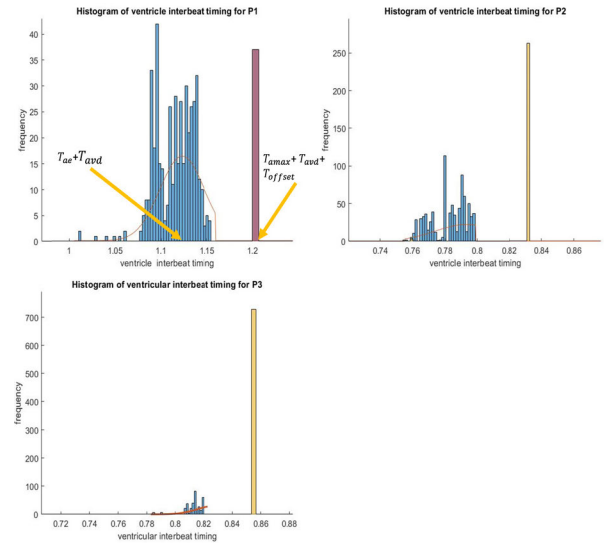 Histogram of ventricle interbeat timing for P1
frequency
40
35
30
25
20
15
10
5
0
T_ae+T_avd
T_amax+ T_avd+
T_offset
1 1.05 1.1 1.15 1.2
ventricle interbeat timing
Histogram of ventricle interbeat timing for P2
frequency
250
200
150
100
50
0
0.74 0.76 0.78 0.8 0.82 0.84 0.86
ventricle interbeat timing
Histogram of ventricular interbeat timing for P3
frequency
700
600
500
400
300
200
100
0
0.72 0.74 0.76 0.78 0.8 0.82 0.84 0.86 0.88
ventricular interbeat timing